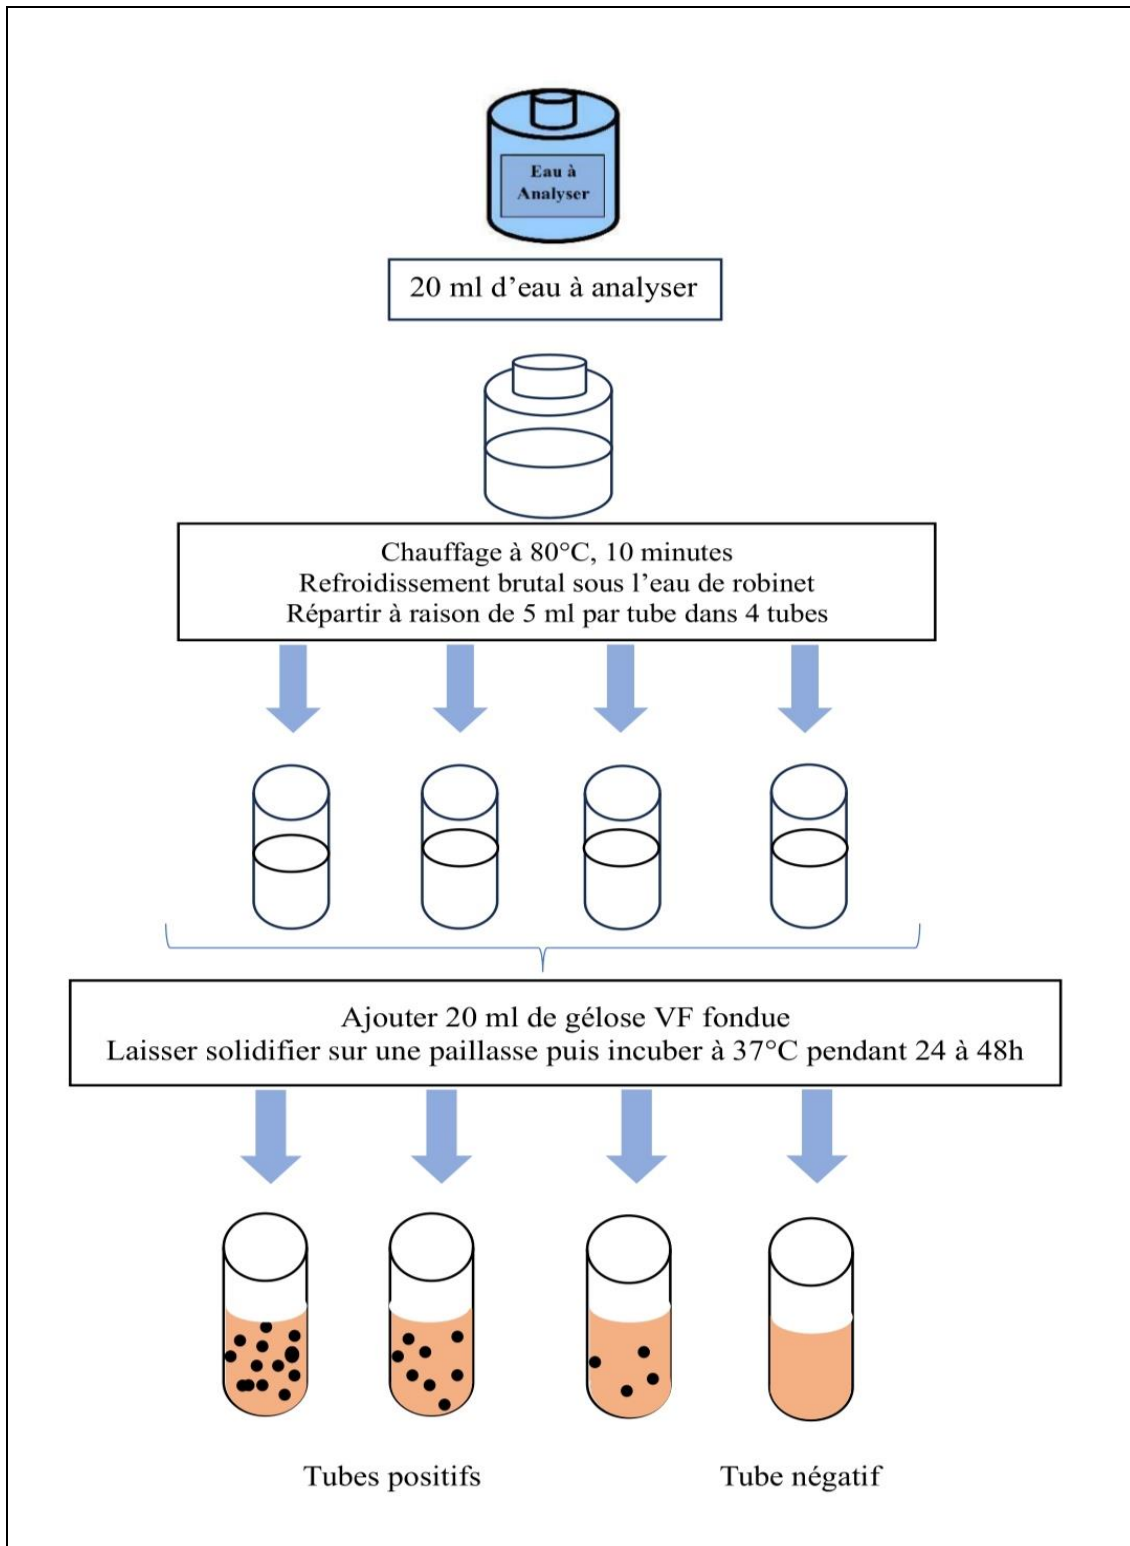 Eau à
Analyser
20 ml d’eau à analyser
Chauffage à 80°C, 10 minutes
Refroidissement brutal sous l’eau de robinet
Répartir à raison de 5 ml par tube dans 4 tubes
Ajouter 20 ml de gélose VF fondue
Laisser solidifier sur une paillasse puis incuber à 37°C pendant 24 à 48h
Tubes positifs
Tube négatif